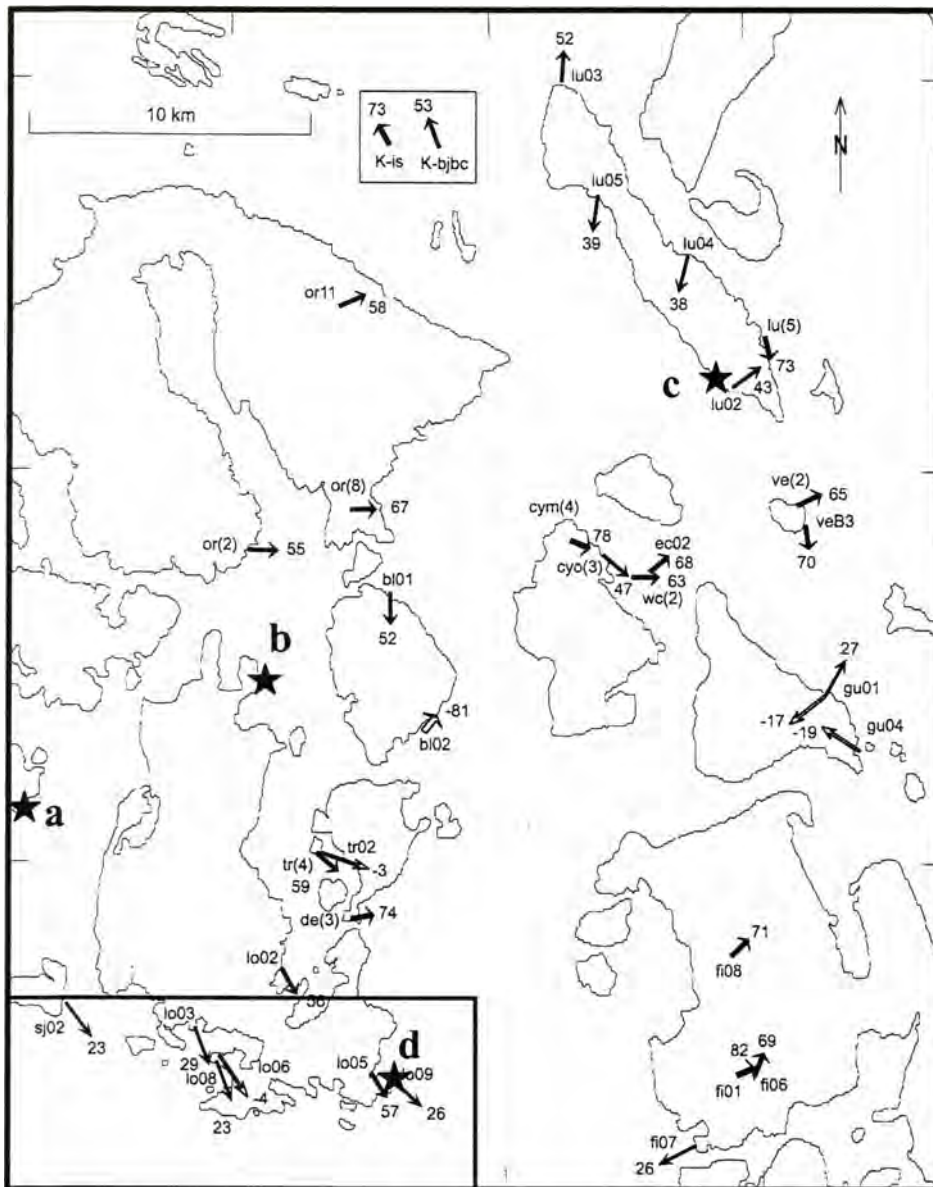 52
lu03
73 53
K-is K-bjbc
10 km
N
lu05
39
lu04
38
or11
58
lu(5)
73
c
43
lu02
or(8)
67
ve(2)
65
veB3
70
cym(4)
78
ec02
68
cyo(3)
63
47
wc(2)
or(2)
55
bl01
52
b
27
gu01
-17
-19
gu04
-81
bl02
a
tr02
tr(4)
-3
59
de(3)
74
71
fi08
lo02
36
sj02
23
lo03
29
lo06
lo08
-4
23
lo05
d
o09
57
26
82
69
fi01
fi06
fi07
26